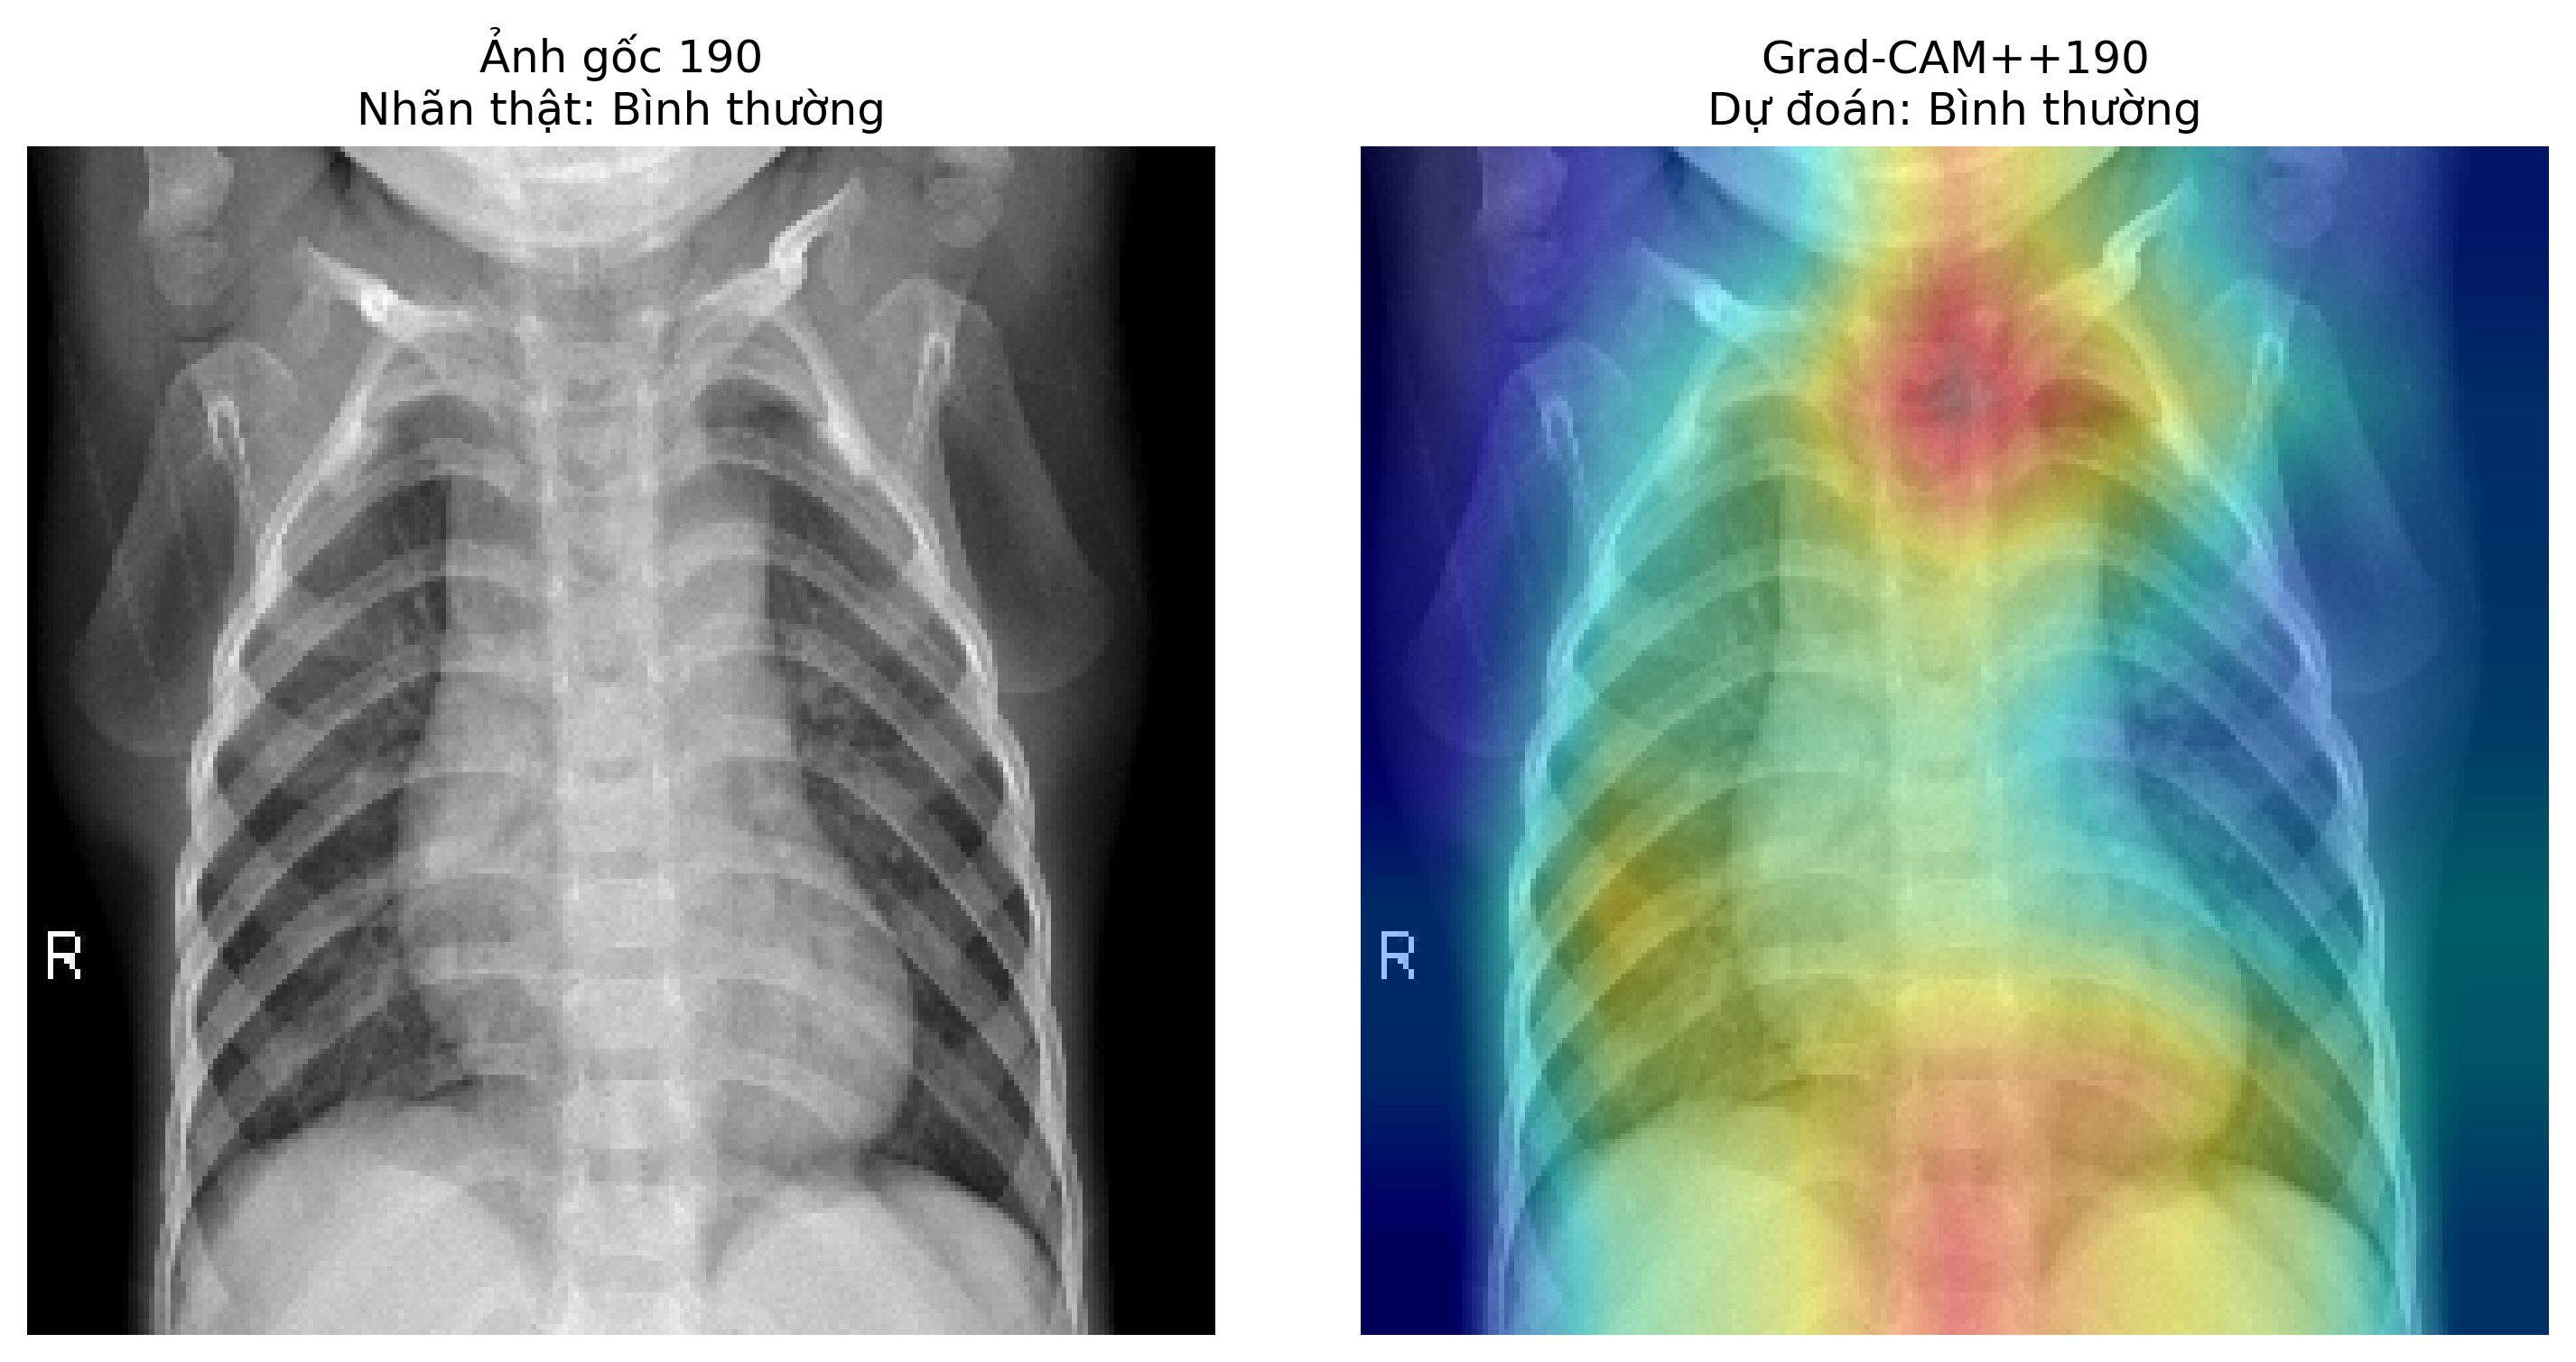 Ảnh gốc 190
Nhãn thật: Bình thường
Grad-CAM++190
Dự đoán: Bình thường
R
R